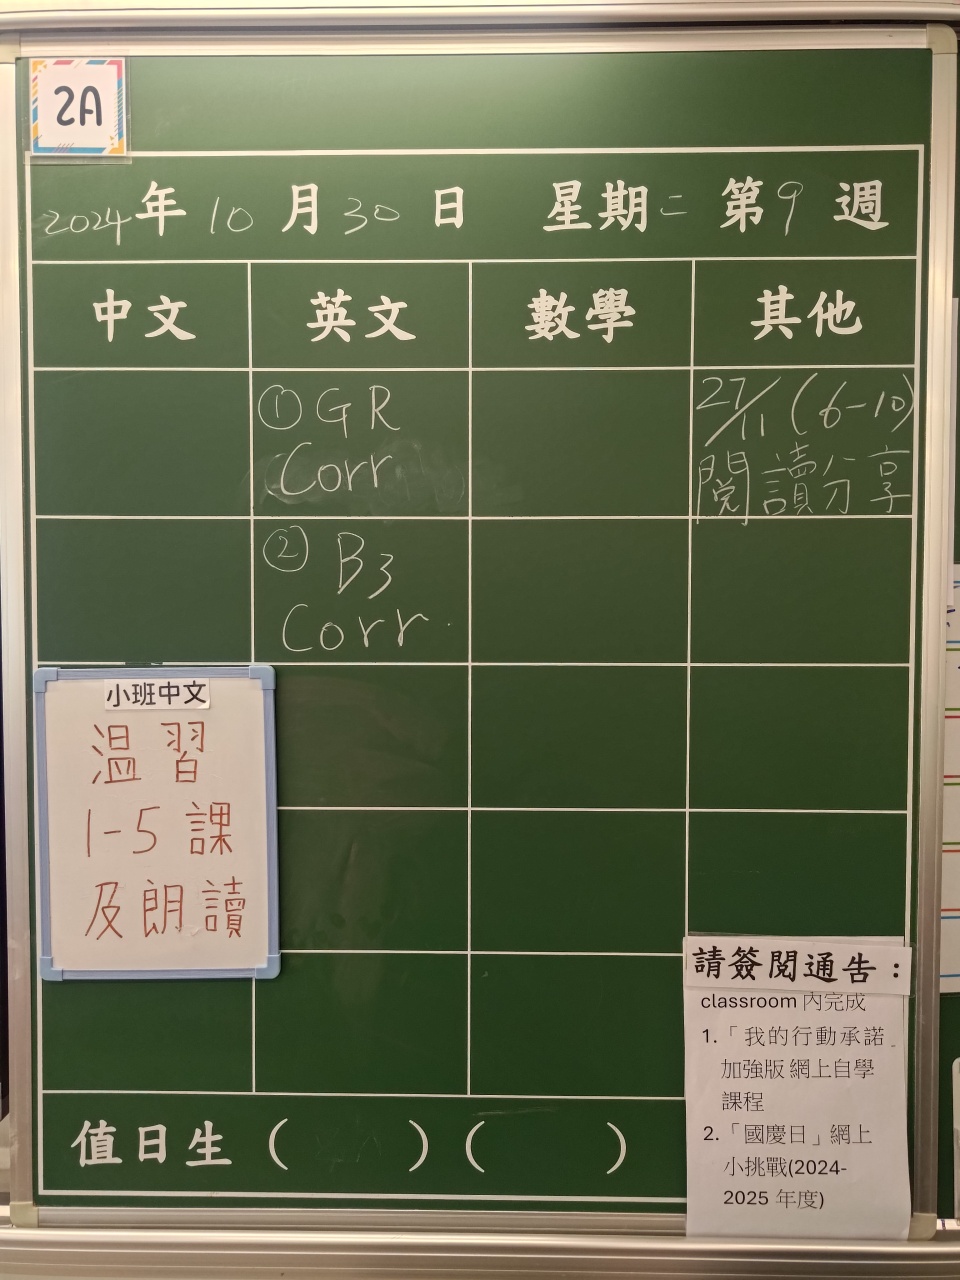 2A
2024年 10 月 30 日 星期二 第9週
中文 英文 數學 其他
① GR
Corr
27/11 (6-10)
閱讀分享
② B3
Corr.
小班中文
温習
1-5 課
及朗讀
請簽閱通告：
classroom 內完成
1.「我的行動承諾
加強版 網上自學
課程
2.「國慶日」網上
小挑戰(2024-
2025 年度)
值日生 ( ) ( )